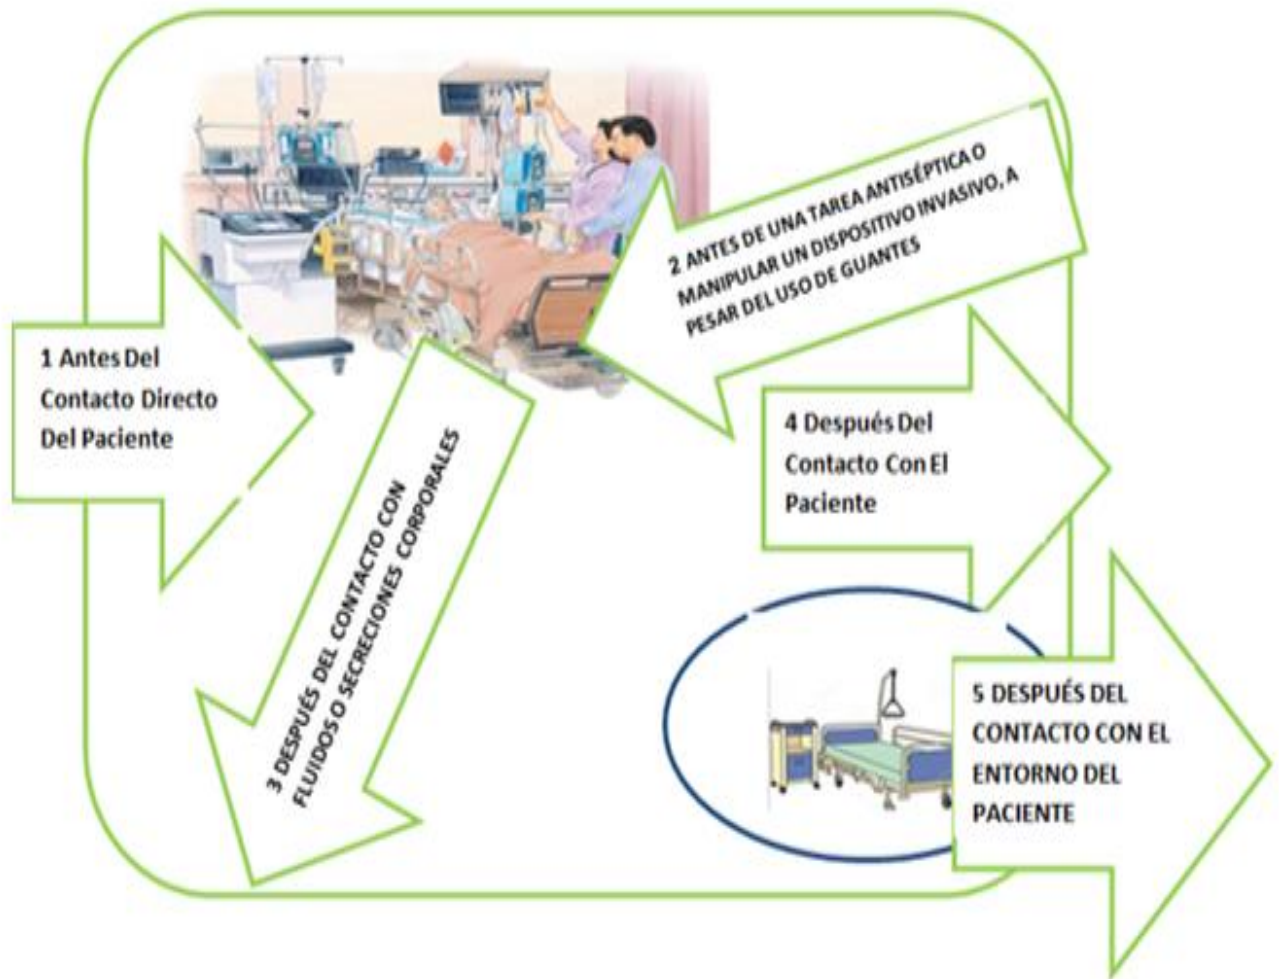 1 Antes Del
Contacto Directo
Del Paciente
2 ANTES DE UNA TAREA ANTISÉPTICA O
MANIPULAR UN DISPOSITIVO INVASIVO, A
PESAR DEL USO DE GUANTES
3 DESPUÉS DEL CONTACTO CON
FLUIDOS O SECRECIONES CORPORALES
4 Después Del
Contacto Con El
Paciente
5 DESPUÉS DEL
CONTACTO CON EL
ENTORNO DEL
PACIENTE